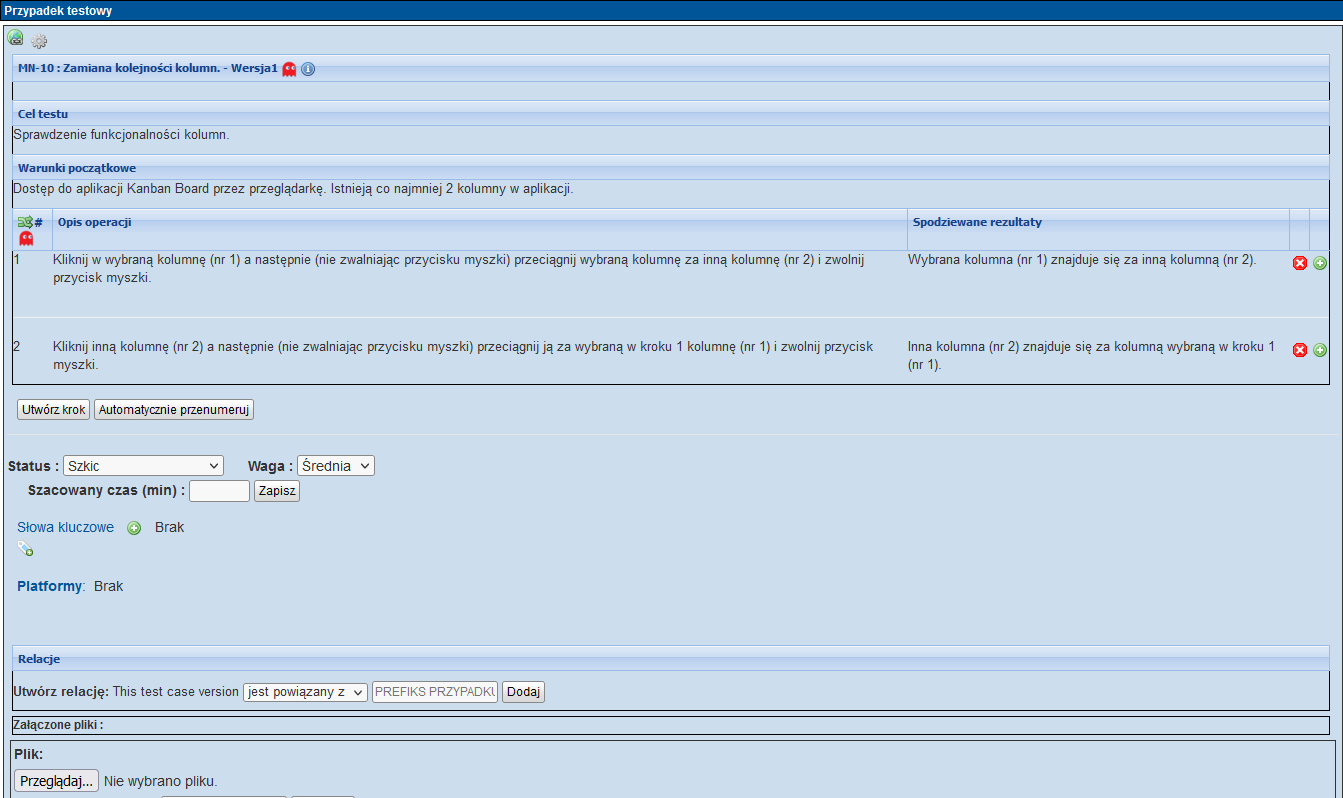 Przypadek testowy
MN-10 : Zamiana kolejności kolumn. - Wersja1
Cel testu
Sprawdzenie funkcjonalności kolumn.
Warunki początkowe
Dostęp do aplikacji Kanban Board przez przeglądarkę. Istnieją co najmniej 2 kolumny w aplikacji.
# Opis operacji Spodziewane rezultaty
1 Kliknij w wybraną kolumnę (nr 1) a następnie (nie zwalniając przycisku myszki) przeciągnij wybraną kolumnę za inną kolumnę (nr 2) i zwolnij Wybrana kolumna (nr 1) znajduje się za inną kolumną (nr 2).
przycisk myszki.
2 Kliknij inną kolumnę (nr 2) a następnie (nie zwalniając przycisku myszki) przeciągnij ją za wybraną w kroku 1 kolumnę (nr 1) i zwolnij przycisk Inna kolumna (nr 2) znajduje się za kolumną wybraną w kroku 1
myszki. (nr 1).
Utwórz krok Automatycznie przenumeruj
Status : Szkic Waga : Średnia
Szacowany czas (min) : Zapisz
Słowa kluczowe Brak
Platformy: Brak
Relacje
Utwórz relację: This test case version jest powiązany z PREFIKS PRZYPADKU Dodaj
Załączone pliki :
Plik:
Przeglądaj... Nie wybrano pliku.